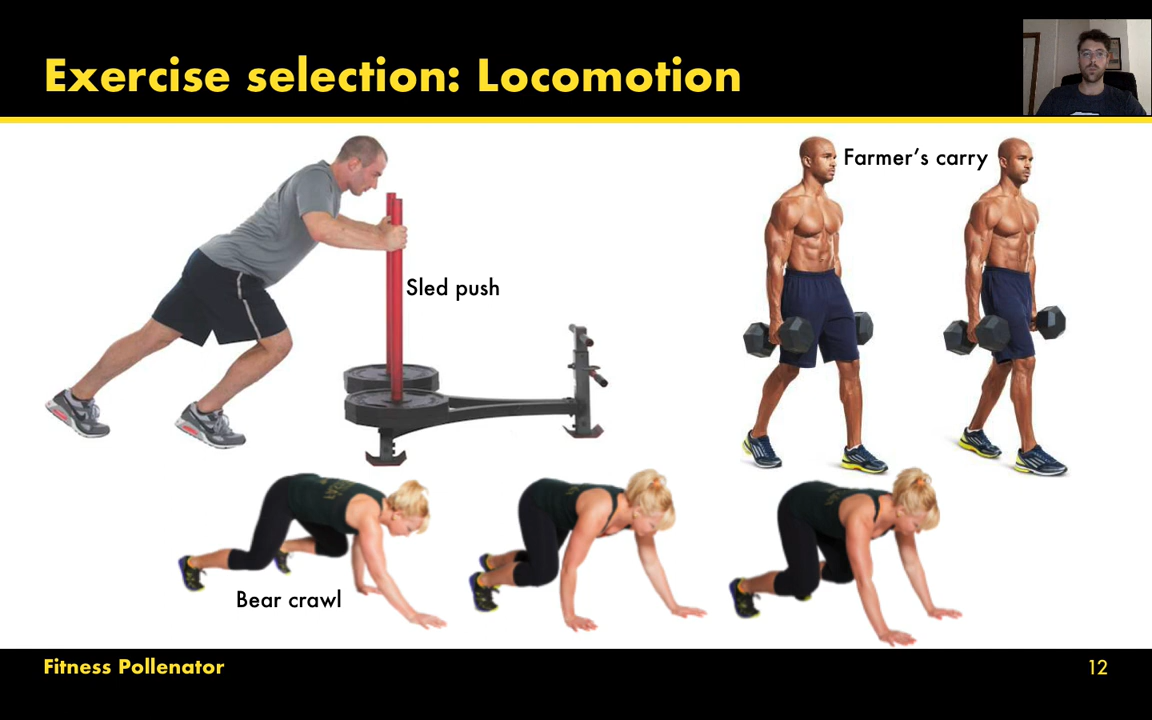 Exercise selection: Locomotion
Farmer’s carry
Sled push
Bear crawl
Fitness Pollenator
12